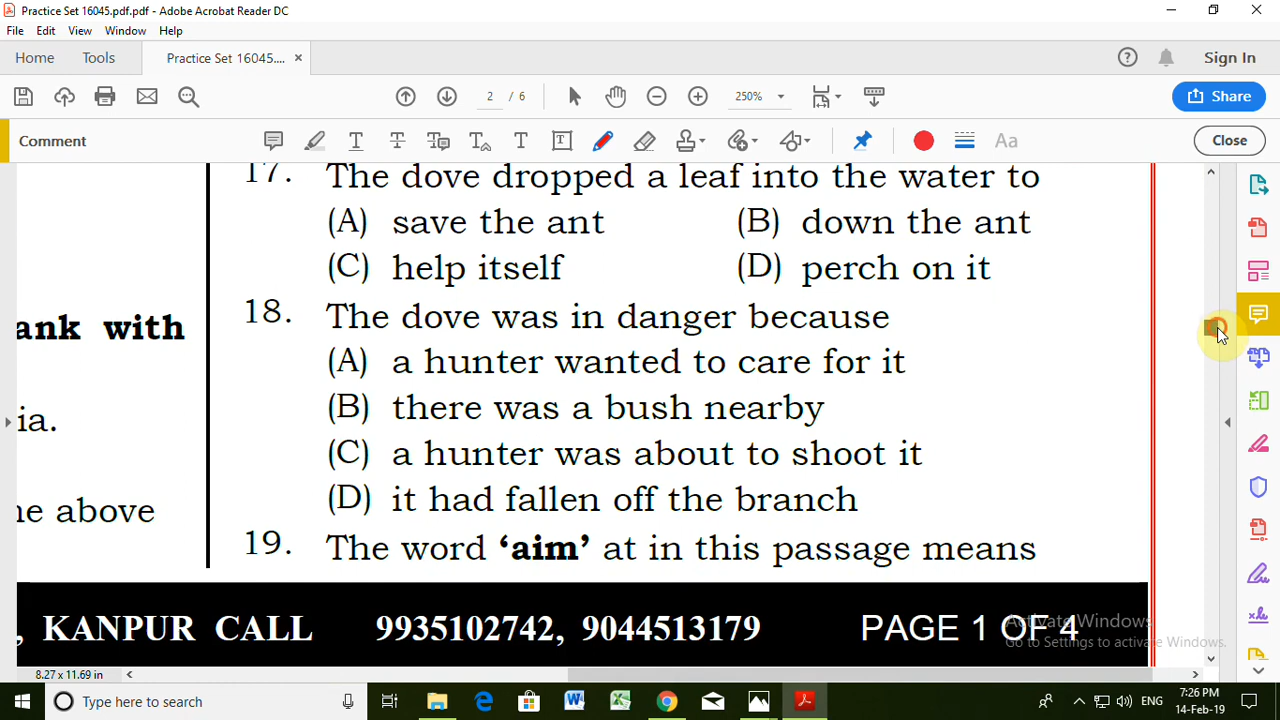 Practice Set 16045.pdf.pdf - Adobe Acrobat Reader DC
File Edit View Window Help
Home Tools Practice Set 16045.... × Sign In
2 / 6 250% Share
Comment Aa Close
17. The dove dropped a leaf into the water to
(A) save the ant (B) down the ant
(C) help itself (D) perch on it
18. The dove was in danger because
(A) a hunter wanted to care for it
(B) there was a bush nearby
(C) a hunter was about to shoot it
(D) it had fallen off the branch
19. The word ‘aim’ at in this passage means
ank with
ia.
ne above
, KANPUR CALL 9935102742, 9044513179 PAGE 1 OF 4
Activate Windows
Go to Settings to activate Windows.
8.27 x 11.69 in
Type here to search
ENG
7:26 PM
14-Feb-19